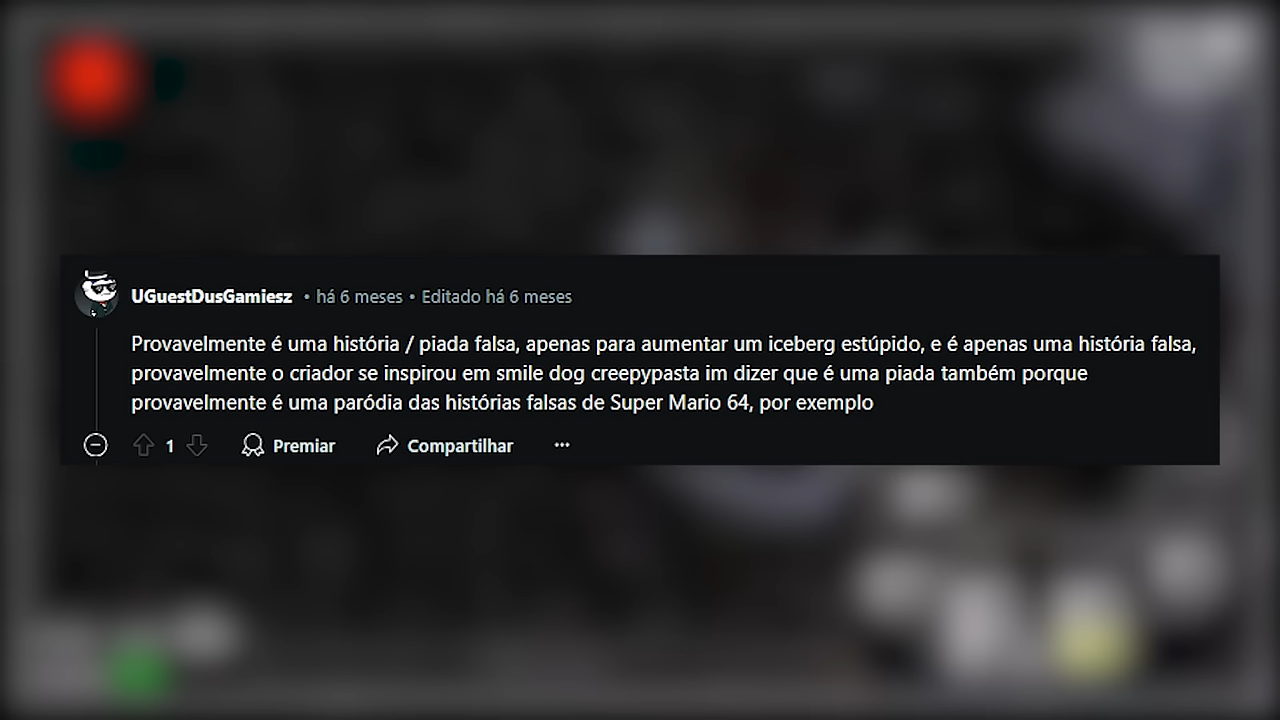 UGuestDusGamiesz • há 6 meses • Editado há 6 meses
Provavelmente é uma história / piada falsa, apenas para aumentar um iceberg estúpido, e é apenas uma história falsa,
provavelmente o criador se inspirou em smile dog creepypasta im dizer que é uma piada também porque
provavelmente é uma paródia das histórias falsas de Super Mario 64, por exemplo
1 Premiar Compartilhar ...